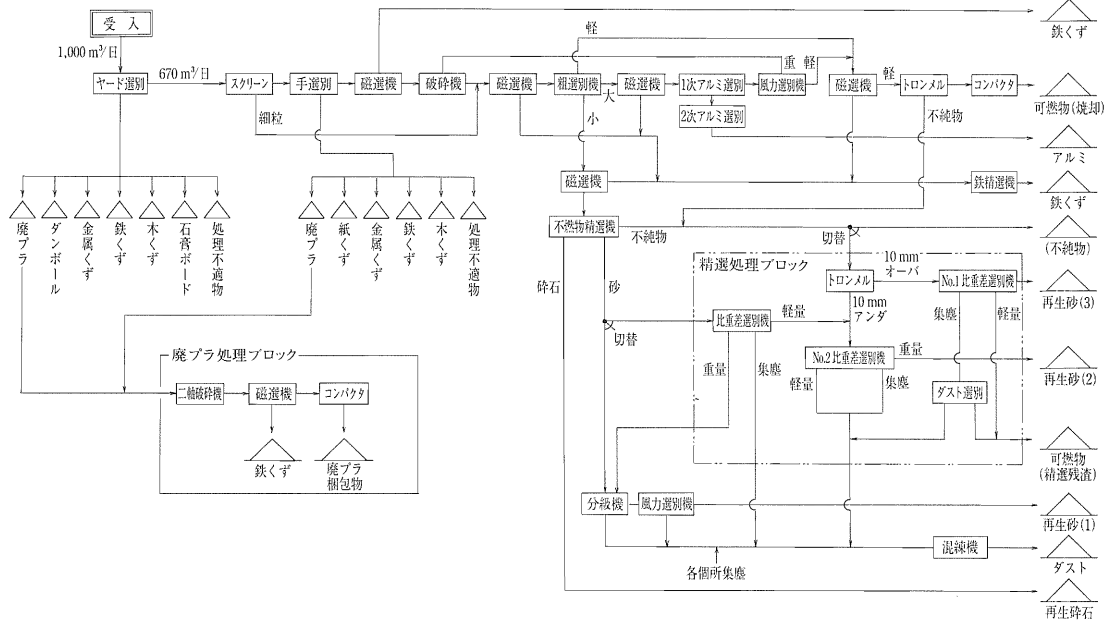 受入
1,000 m³/日
ヤード選別
670 m³/日
スクリーン
手選別
磁選機
破砕機
磁選機
粗選別機
磁選機
1次アルミ選別
風力選別機
磁選機
トロンメル
コンパクタ
2次アルミ選別
軽
重
軽
軽
大
小
細粒
不純物
鉄くず
可燃物(焼却)
アルミ
鉄くず
(不純物)
再生砂(3)
再生砂(2)
可燃物
(精選残渣)
再生砂(1)
ダスト
再生砕石
磁選機
鉄精選機
不燃物精選機
不純物
切替
廃プラ
ダンボール
金属くず
鉄くず
木くず
石膏ボード
処理不適物
廃プラ
紙くず
金属くず
鉄くず
木くず
処理不適物
砕石
砂
切替
精選処理ブロック
トロンメル
10 mm
オーバ
No.1比重差選別機
10 mm
アンダ
集塵
軽量
比重差選別機
軽量
重量
集塵
No.2比重差選別機
重量
軽量
集塵
ダスト選別
廃プラ処理ブロック
二軸破砕機
磁選機
コンパクタ
鉄くず
廃プラ
梱包物
分級機
風力選別機
各個所集塵
混練機